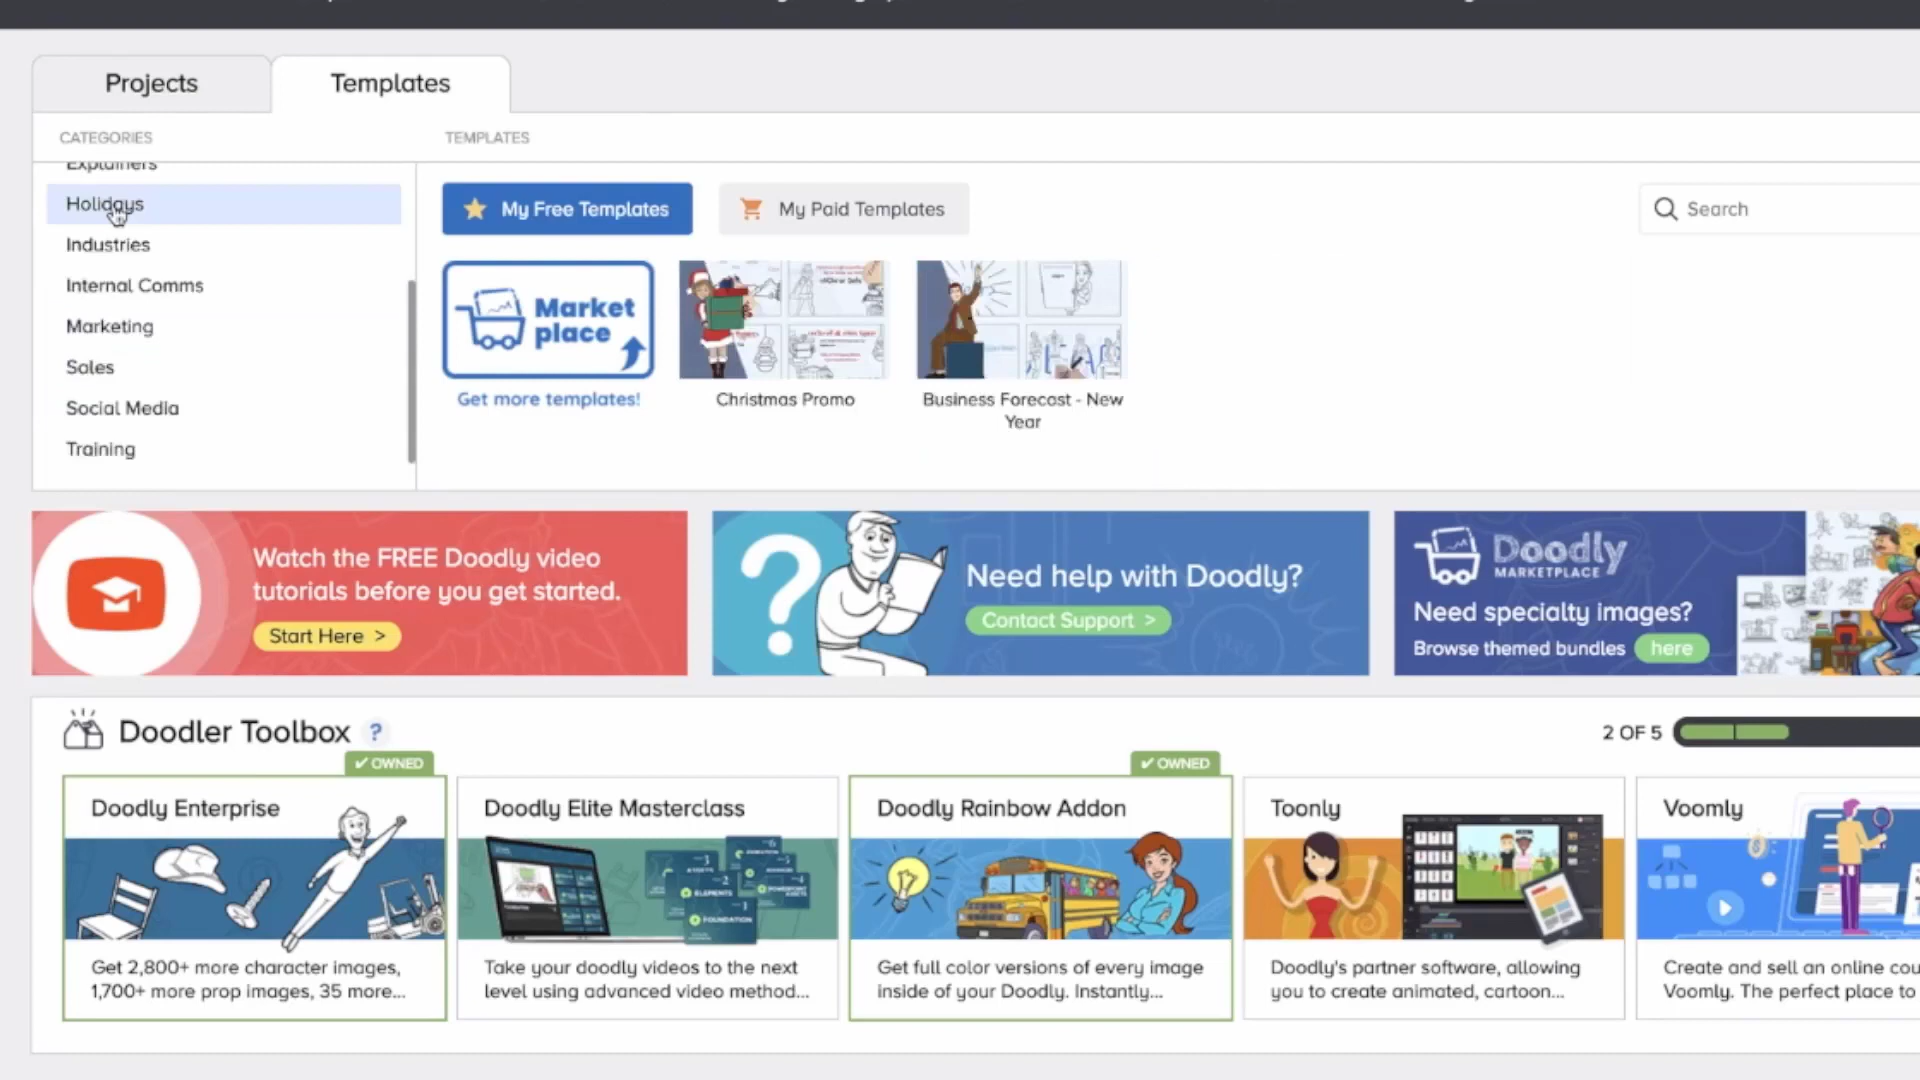 Projects
Templates
CATEGORIES
TEMPLATES
Explainers
Holidays
Industries
Internal Comms
Marketing
Sales
Social Media
Training
My Free Templates
My Paid Templates
Search
Market
place
Get more templates!
Christmas Promo
Business Forecast - New
Year
Watch the FREE Doodly video
tutorials before you get started.
Start Here >
Need help with Doodly?
Contact Support >
Doodly
MARKETPLACE
Need specialty images?
Browse themed bundles here
Doodler Toolbox ?
2 OF 5
✔ OWNED
Doodly Enterprise
Get 2,800+ more character images,
1,700+ more prop images, 35 more...
Doodly Elite Masterclass
ELEMENTS
FOUNDATION
Take your doodly videos to the next
level using advanced video method...
✔ OWNED
Doodly Rainbow Addon
Get full color versions of every image
inside of your Doodly. Instantly...
Toonly
Doodly's partner software, allowing
you to create animated, cartoon...
Voomly
Create and sell an online cou
Voomly. The perfect place to